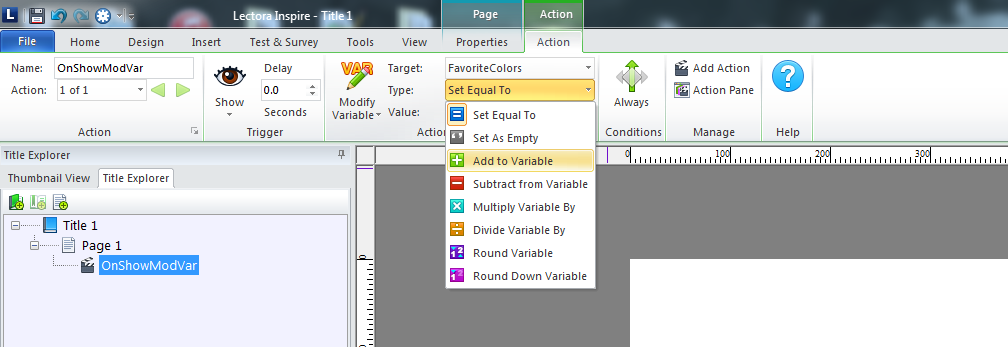 L
Lectora Inspire - Title 1
Page
Action
File
Home
Design
Insert
Test & Survey
Tools
View
Properties
Action
Name: OnShowModVar
Action: 1 of 1
Action
Show
Delay
0.0
Seconds
Trigger
VAR
Modify
Variable
Target: FavoriteColors
Type: Set Equal To
Value:
Set Equal To
Set As Empty
Add to Variable
Subtract from Variable
Multiply Variable By
Divide Variable By
Round Variable
Round Down Variable
Always
Conditions
Add Action
Action Pane
Manage
?
Help
Title Explorer
Thumbnail View
Title Explorer
Title 1
Page 1
OnShowModVar
0
100
200
300
0